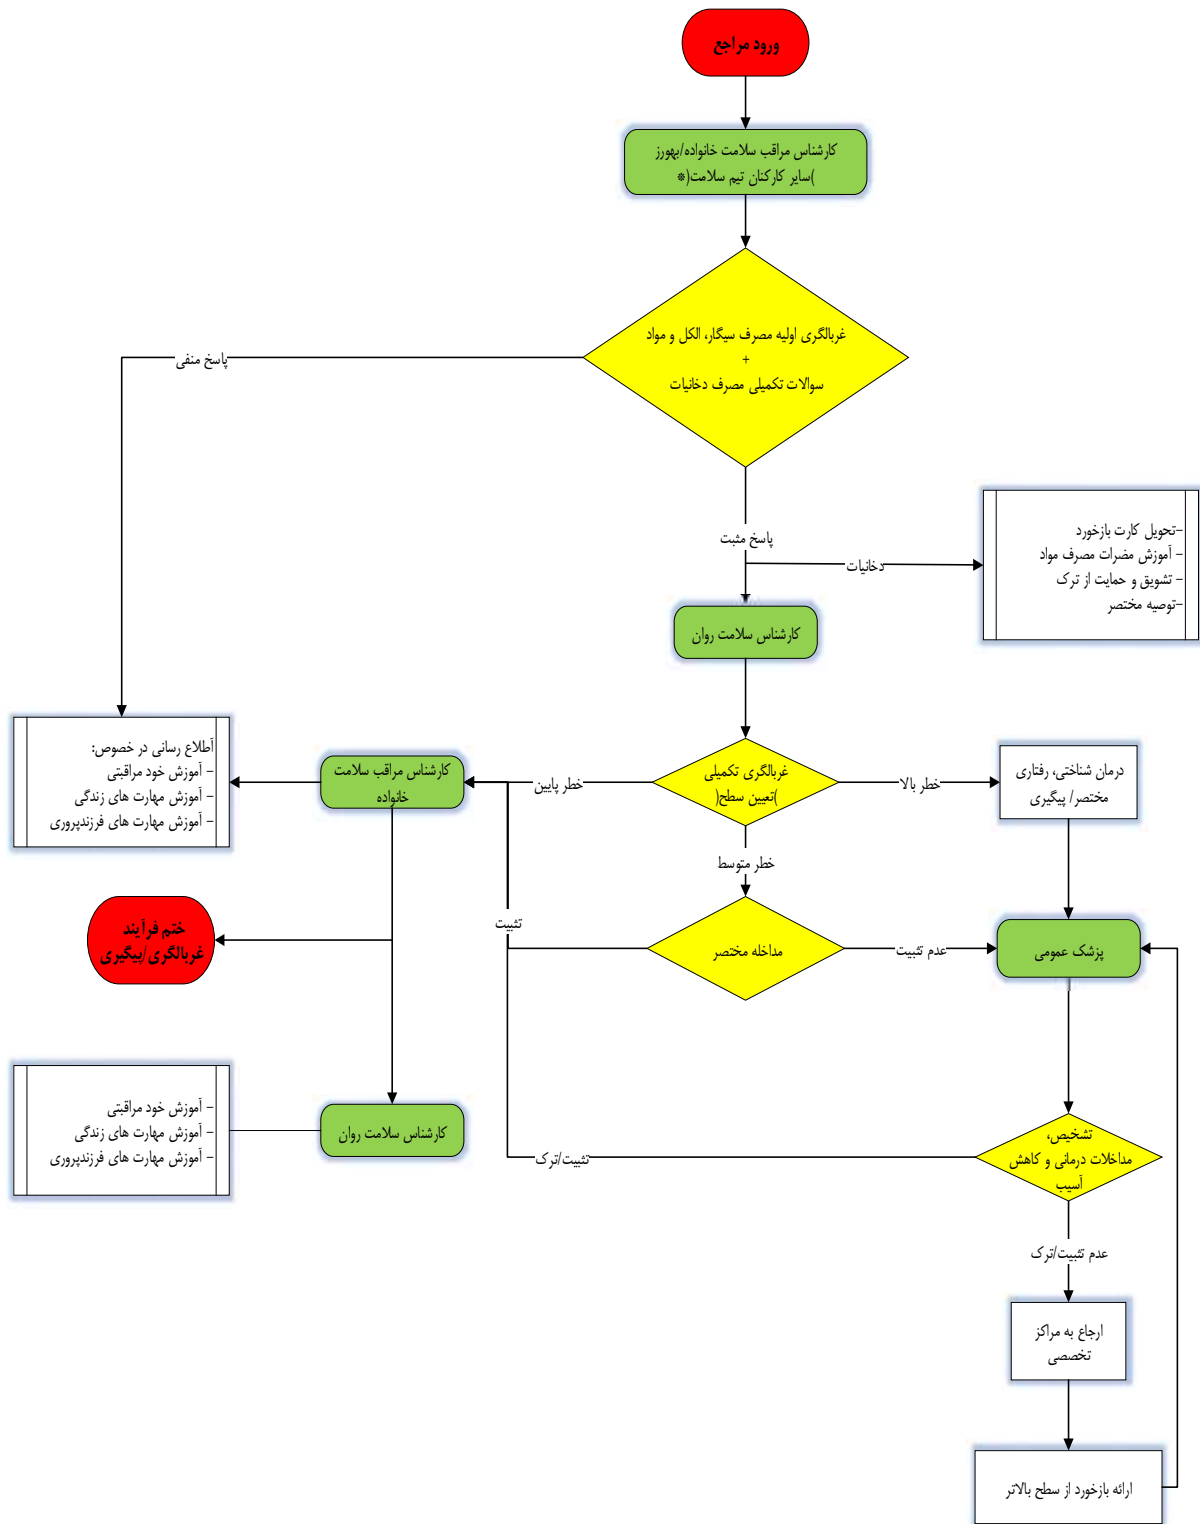 ورود مراجع
کارشناس مراقب سلامت خانواده/بهورز
)سایر کارکنان تیم سلامت(*
غربالگری اولیه مصرف سیگار، الکل و مواد
+
سوالات تکمیلی مصرف دخانیات
پاسخ منفی
پاسخ مثبت
دخانیات
-تحویل کارت بازخورد
- آموزش مضرات مصرف مواد
- تشویق و حمایت از ترک
-توصیه مختصر
کارشناس سلامت روان
غربالگری تکمیلی
)تعیین سطح(
خطر بالا
خطر پایین
خطر متوسط
درمان شناختی، رفتاری
مختصر/ پیگیری
کارشناس مراقب سلامت
خانواده
أطلاع رسانی در خصوص:
- آموزش خود مراقبتی
- آموزش مهارت های زندگی
- آموزش مهارت های فرزندپروری
مداخله مختصر
تثبیت
عدم تثبیت
پزشک عمومی
ختم فرآیند
غربالگری/پیگیری
کارشناس سلامت روان
- آموزش خود مراقبتی
- آموزش مهارت های زندگی
- آموزش مهارت های فرزندپروری
تشخیص،
مداخلات درمانی و کاهش
آسیب
تثبیت/ترک
عدم تثبیت/ترک
ارجاع به مراکز
تخصصی
ارائه بازخورد از سطح بالاتر